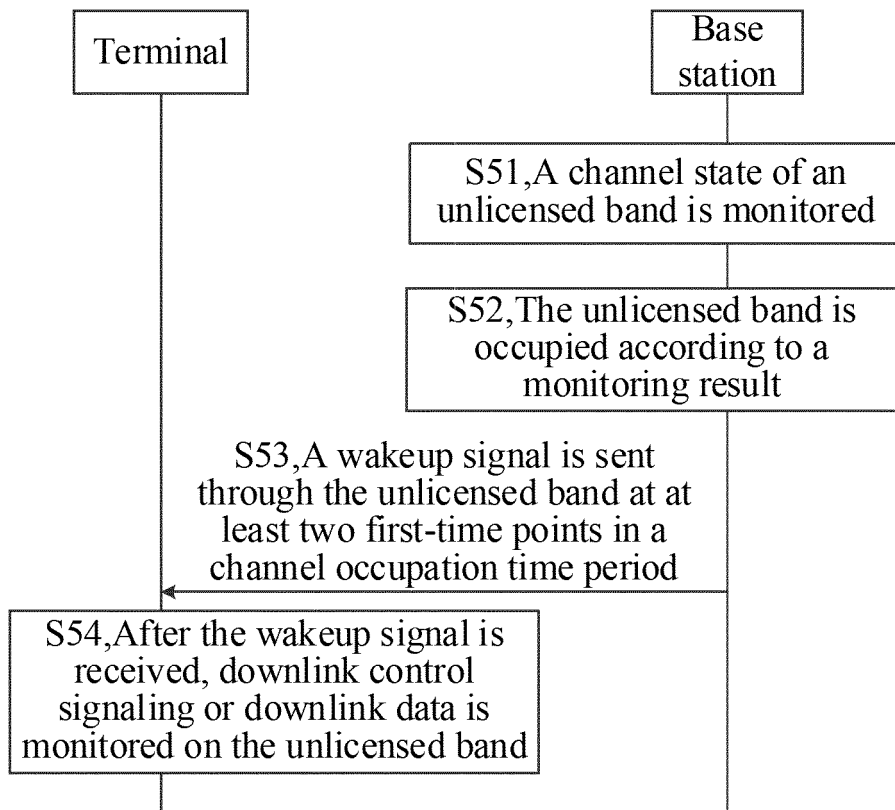 Terminal
Base
station
S51,A channel state of an
unlicensed band is monitored
S52,The unlicensed band is
occupied according to a
monitoring result
S53,A wakeup signal is sent
through the unlicensed band at at
least two first-time points in a
channel occupation time period
S54,After the wakeup signal is
received, downlink control
signaling or downlink data is
monitored on the unlicensed band